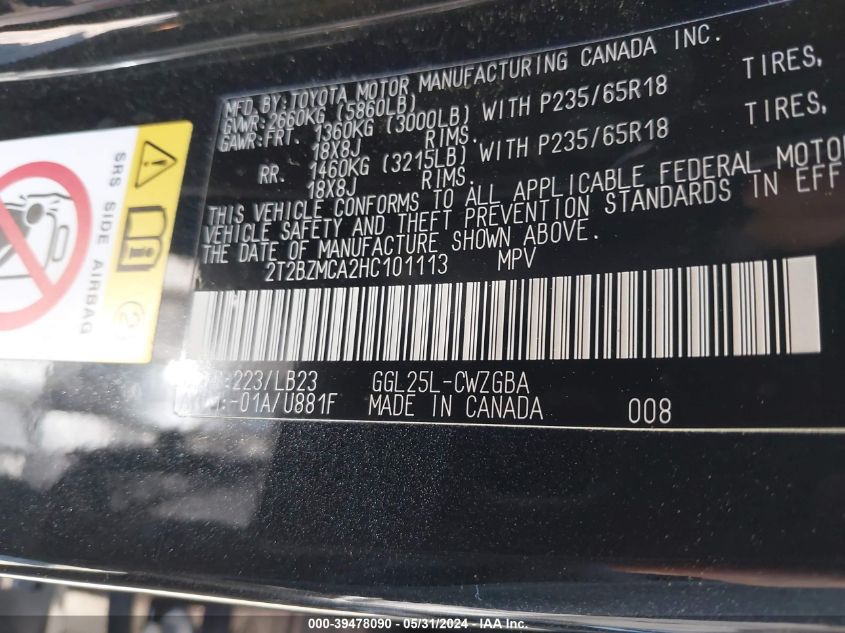 MFD.BY:TOYOTA MOTOR MANUFACTURING CANADA INC.
GVWR:2660KG (5860LB)
GAWR:FRT. 1360KG (3000LB) WITH P235/65R18 TIRES,
18X8J RIMS.
RR. 1460KG (3215LB) WITH P235/65R18 TIRES,
18X8J RIMS.
THIS VEHICLE CONFORMS TO ALL APPLICABLE FEDERAL MOTO
VEHICLE SAFETY AND THEFT PREVENTION STANDARDS IN EFF
THE DATE OF MANUFACTURE SHOWN ABOVE.
2T2BZMCA2HC101113 MPV
:223/LB23 GGL25L-CWZGBA
:-01A/U881F MADE IN CANADA 008
SRS SIDE AIRBAG
2
000-39478090 - 05/31/2024 - IAA Inc.